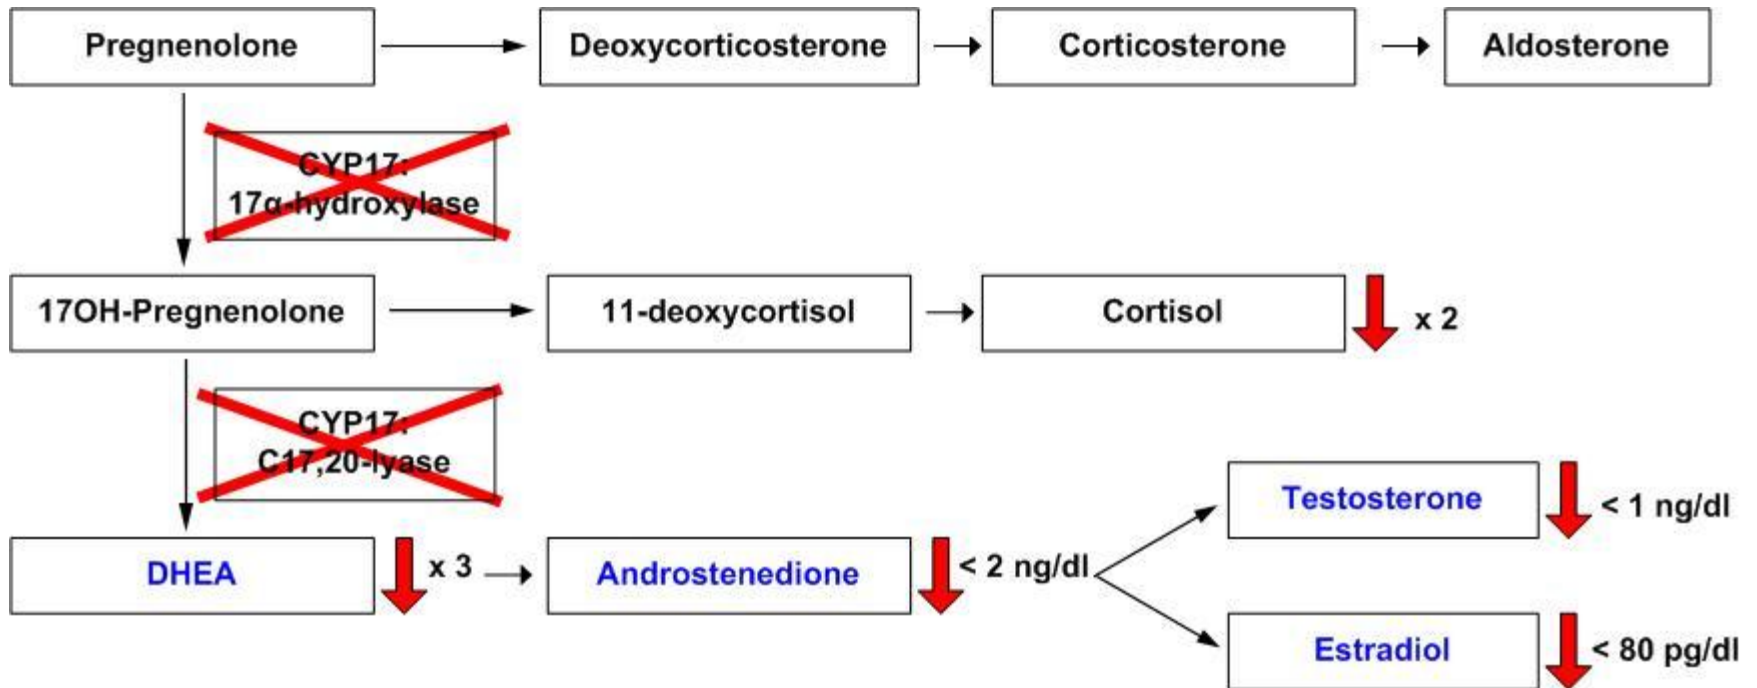 Pregnenolone
Deoxycorticosterone
Corticosterone
Aldosterone
CYP17:
17α-hydroxylase
17OH-Pregnenolone
11-deoxycortisol
Cortisol
x 2
CYP17:
C17,20-lyase
Testosterone
< 1 ng/dl
DHEA
x 3
Androstenedione
< 2 ng/dl
Estradiol
< 80 pg/dl